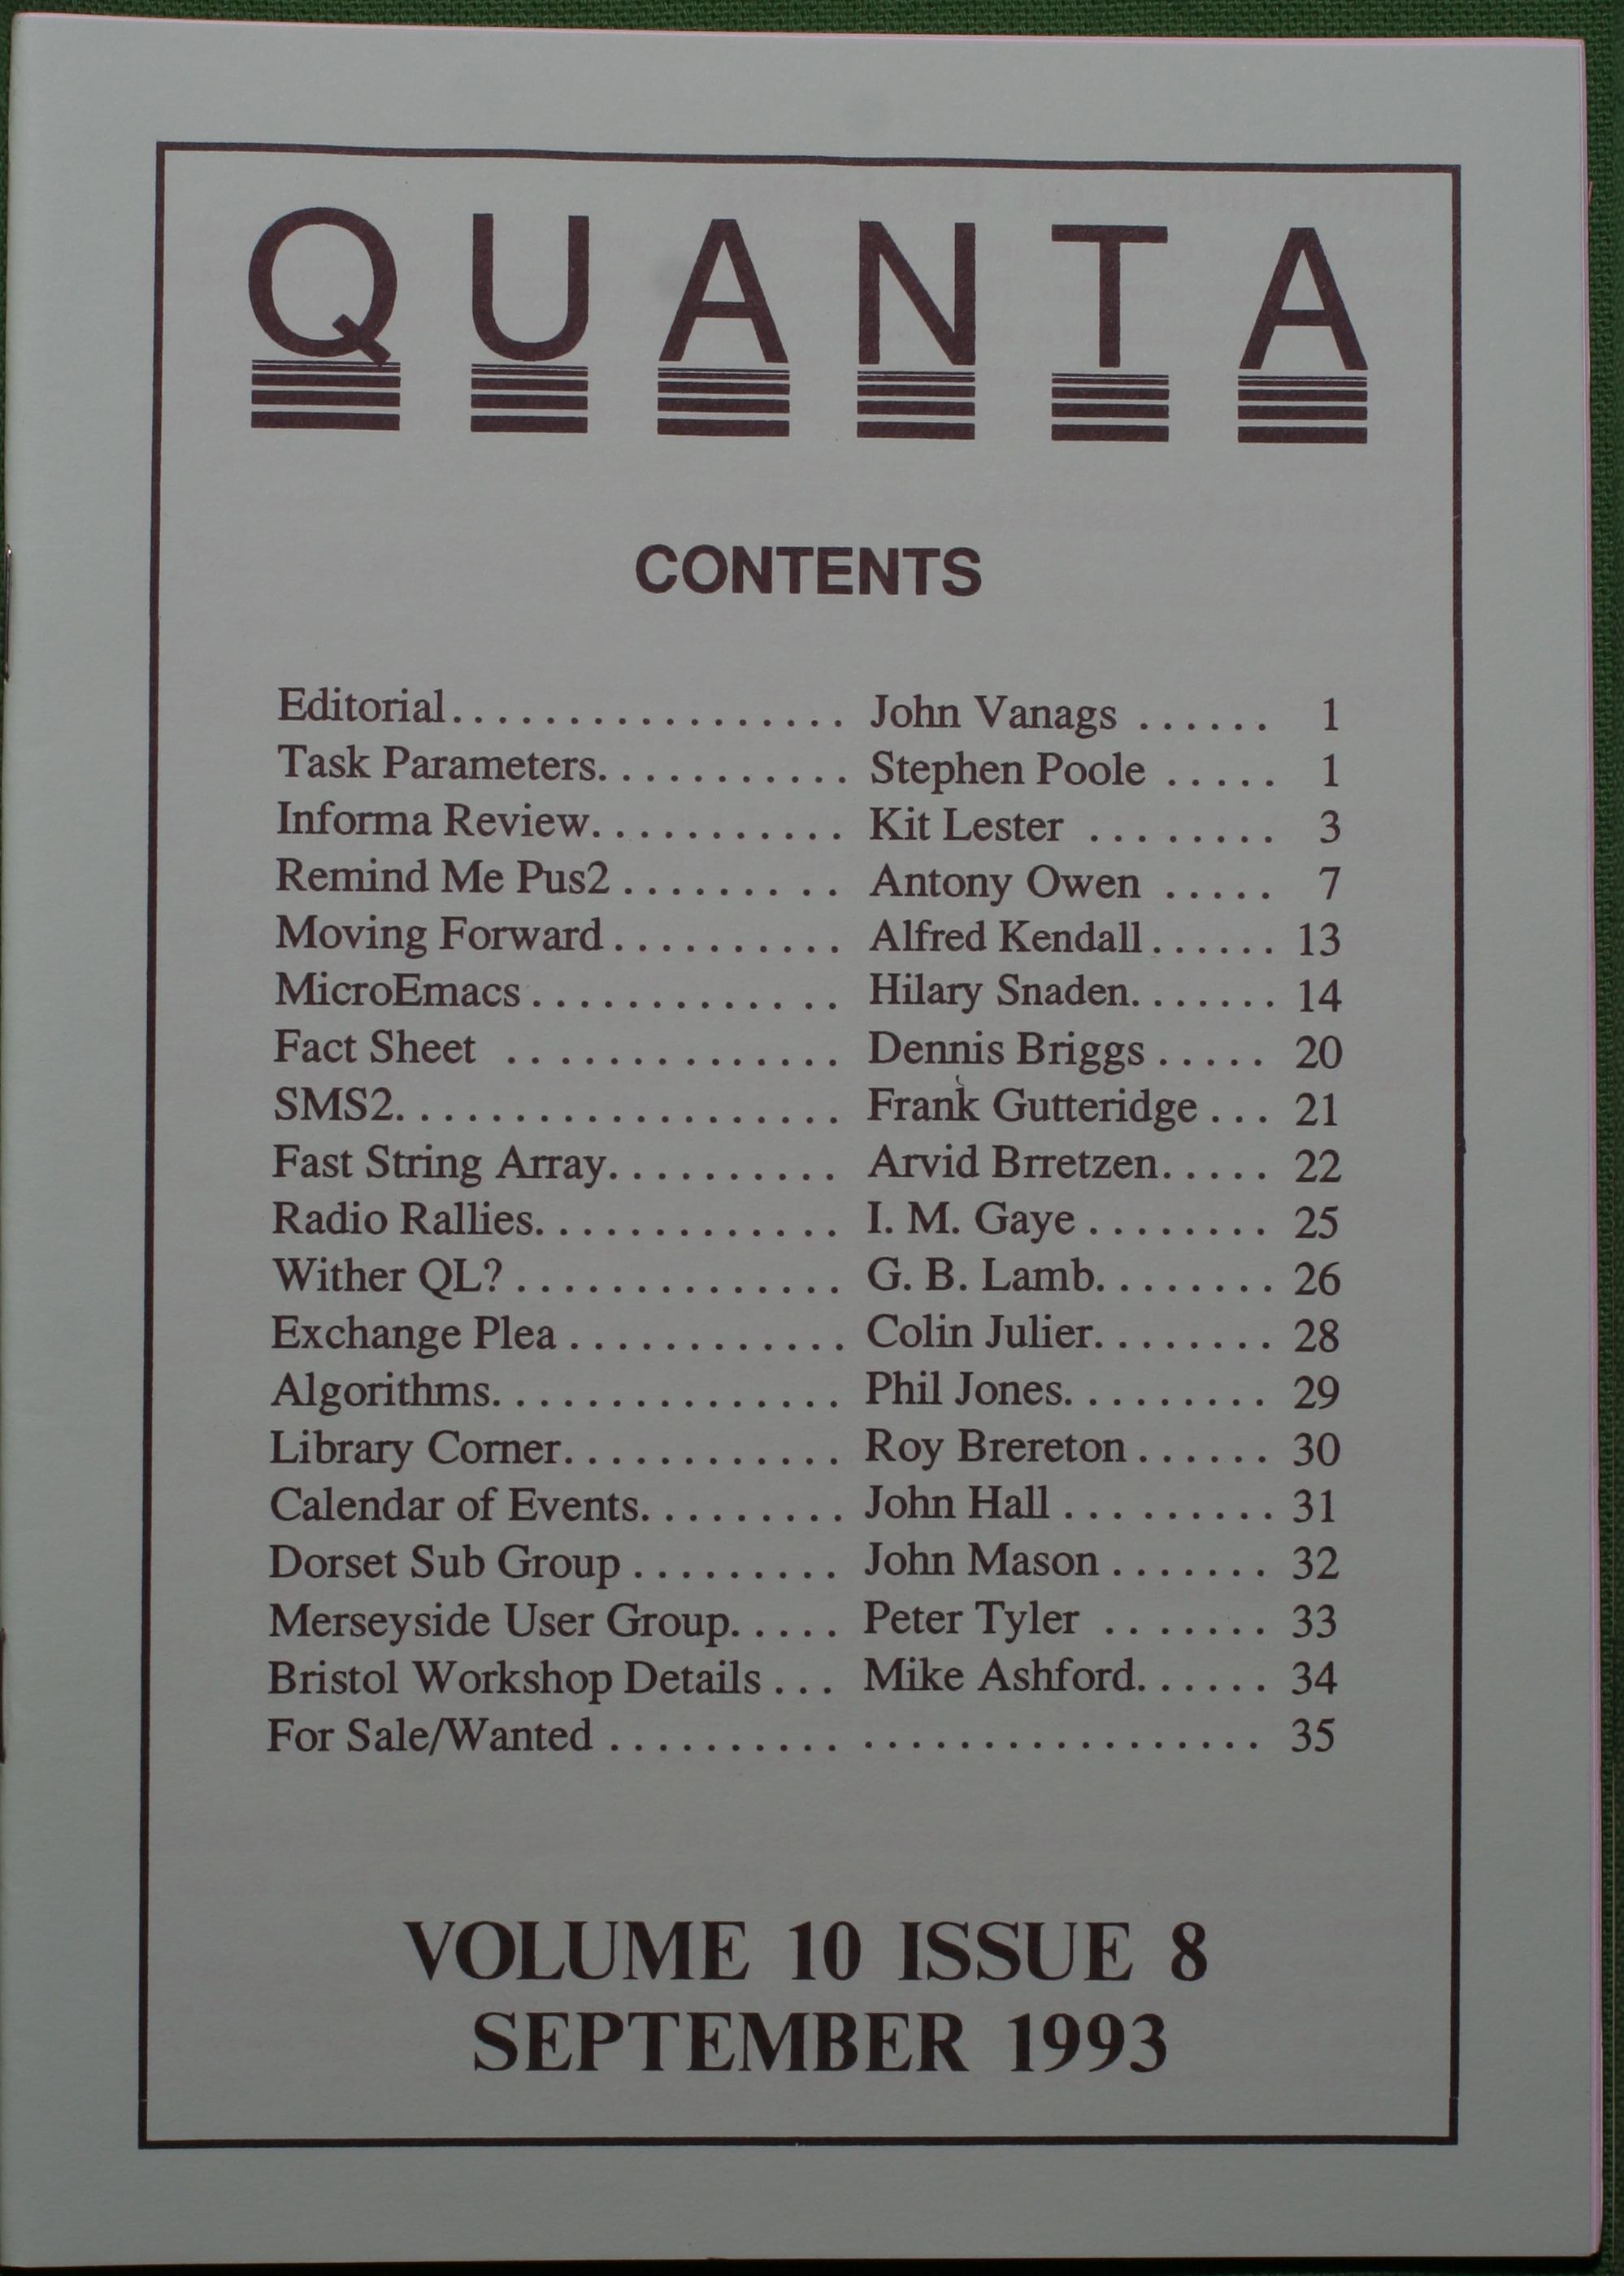 QUANTA
CONTENTS
Editorial................. John Vanags ...... 1
Task Parameters........... Stephen Poole ..... 1
Informa Review........... Kit Lester ........ 3
Remind Me Pus2......... Antony Owen ..... 7
Moving Forward.......... Alfred Kendall...... 13
MicroEmacs............. Hilary Snaden....... 14
Fact Sheet .............. Dennis Briggs..... 20
SMS2................... Frank Gutteridge... 21
Fast String Array.......... Arvid Brretzen..... 22
Radio Rallies............. I. M. Gaye........ 25
Wither QL?.............. G. B. Lamb........ 26
Exchange Plea............ Colin Julier........ 28
Algorithms............... Phil Jones......... 29
Library Corner............ Roy Brereton...... 30
Calendar of Events......... John Hall......... 31
Dorset Sub Group......... John Mason....... 32
Merseyside User Group..... Peter Tyler ....... 33
Bristol Workshop Details... Mike Ashford...... 34
For Sale/Wanted.......... ................. 35
VOLUME 10 ISSUE 8
SEPTEMBER 1993